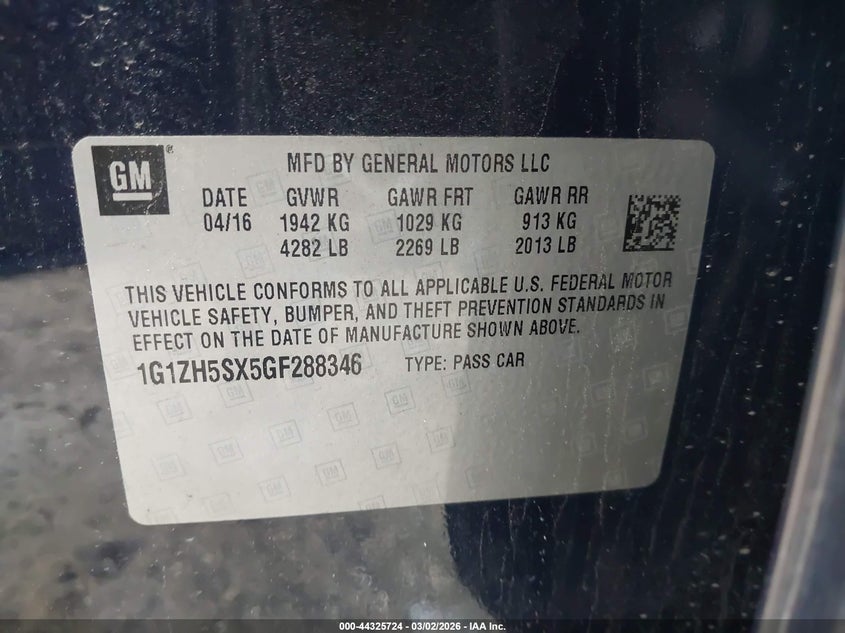 GM
MFD BY GENERAL MOTORS LLC
DATE GVWR GAWR FRT GAWR RR
04/16 1942 KG 1029 KG 913 KG
4282 LB 2269 LB 2013 LB
THIS VEHICLE CONFORMS TO ALL APPLICABLE U.S. FEDERAL MOTOR
VEHICLE SAFETY, BUMPER, AND THEFT PREVENTION STANDARDS IN
EFFECT ON THE DATE OF MANUFACTURE SHOWN ABOVE.
1G1ZH5SX5GF288346 TYPE: PASS CAR
000-44325724 - 03/02/2026 - IAA Inc.